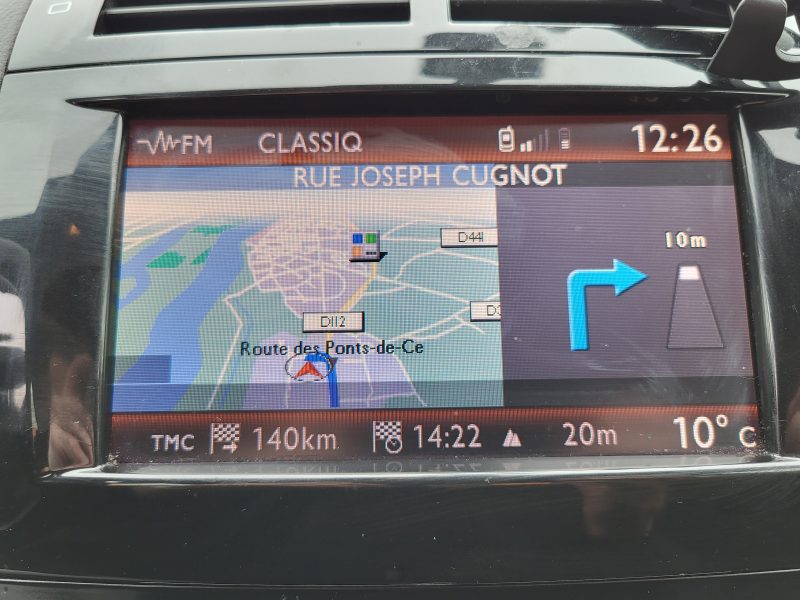 FM CLASSIQ 12:26
RUE JOSEPH CUGNOT
10m
D441
D112
Route des Ponts-de-Ce
TMC 140km 14:22 20m 10° C